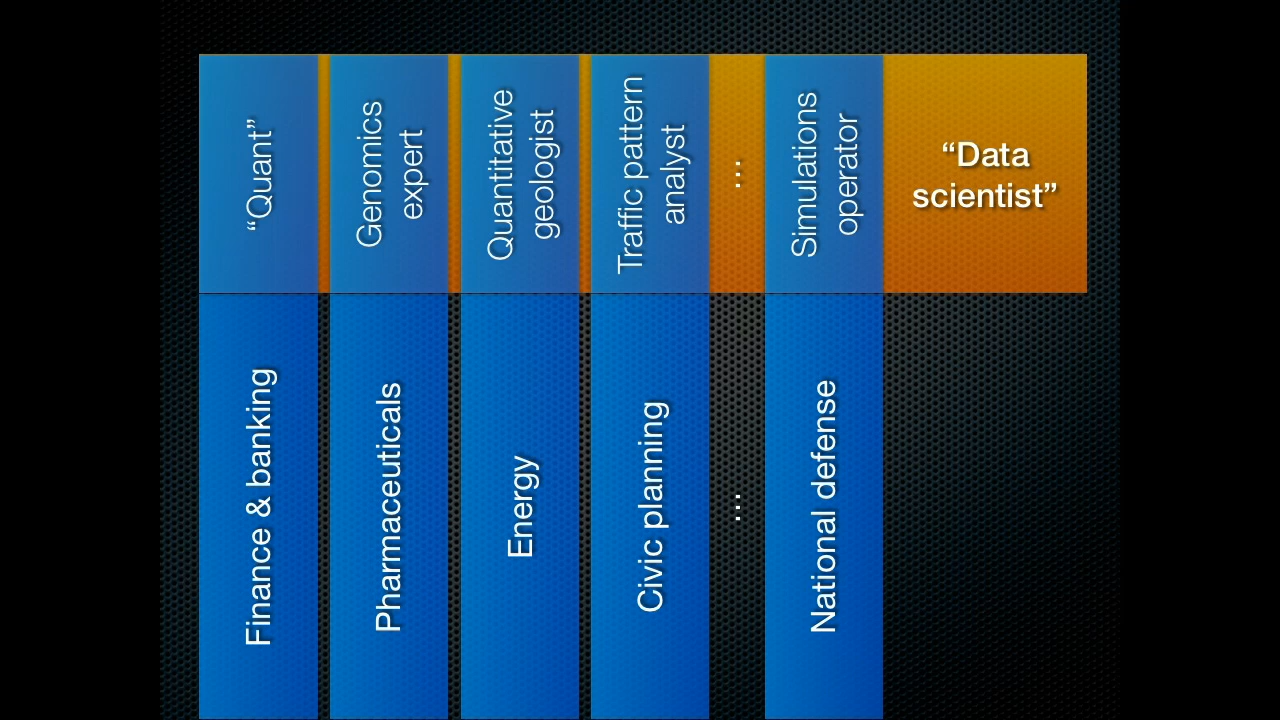 “Quant”
Genomics
expert
Quantitative
geologist
Traffic pattern
analyst
...
Simulations
operator
“Data
scientist”
Finance & banking
Pharmaceuticals
Energy
Civic planning
...
National defense